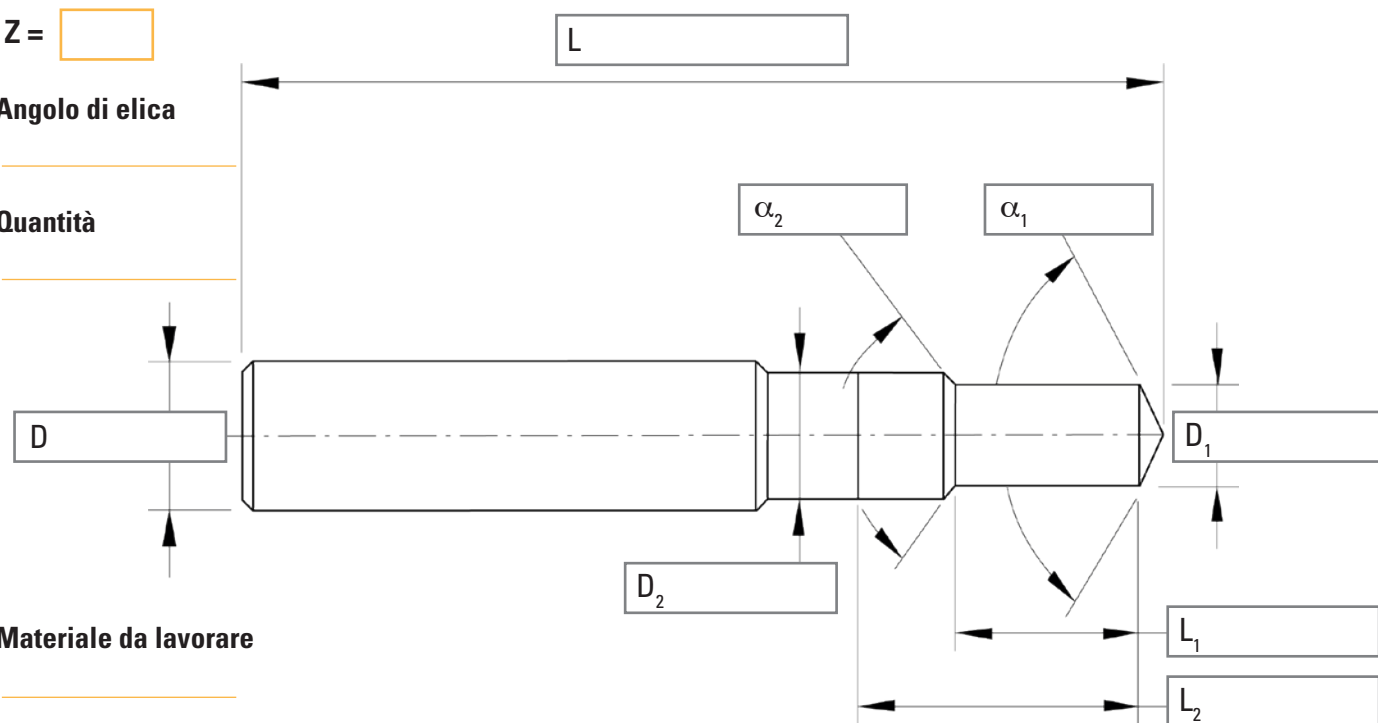 Z =
L
Angolo di elica
Quantità
α₂
α₁
D
D₁
D₂
Materiale da lavorare
L₁
L₂